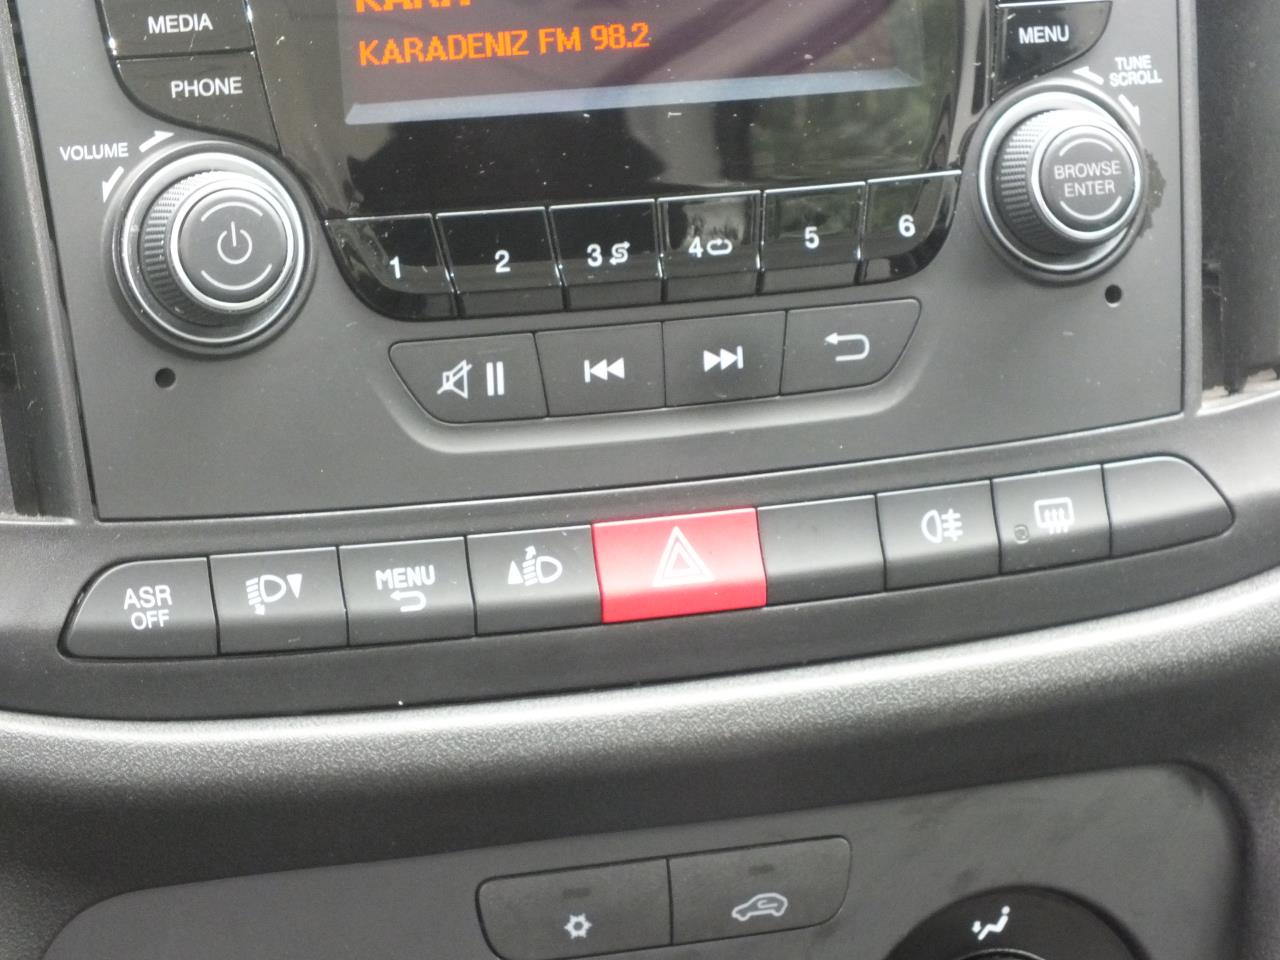 MEDIA
KARADENIZ FM 98.2
MENU
PHONE
TUNE
SCROLL
VOLUME
BROWSE
ENTER
1
2
3
4
5
6
ASR
OFF
MENU